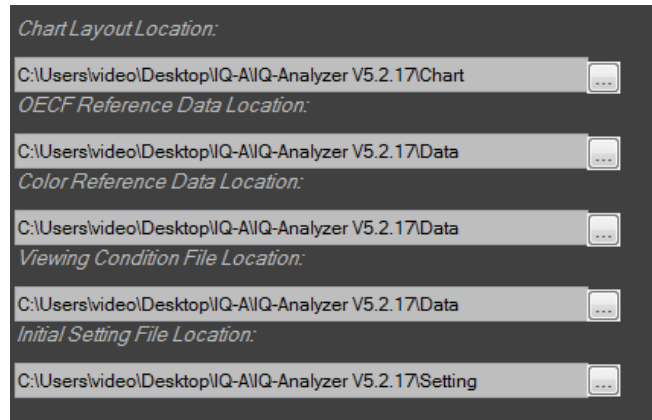 Chart Layout Location:
C:\Users\video\Desktop\IQ-A\IQ-Analyzer V5.2.17\Chart
...
OECF Reference Data Location:
C:\Users\video\Desktop\IQ-A\IQ-Analyzer V5.2.17\Data
...
Color Reference Data Location:
C:\Users\video\Desktop\IQ-A\IQ-Analyzer V5.2.17\Data
...
Viewing Condition File Location:
C:\Users\video\Desktop\IQ-A\IQ-Analyzer V5.2.17\Data
...
Initial Setting File Location:
C:\Users\video\Desktop\IQ-A\IQ-Analyzer V5.2.17\Setting
...